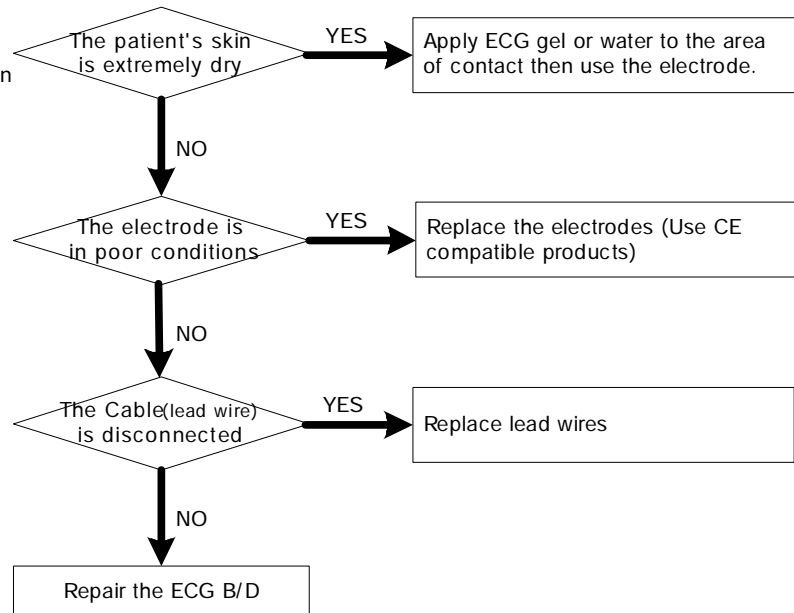 The patient's skin
is extremely dry
YES
Apply ECG gel or water to the area
of contact then use the electrode.
n
NO
The electrode is
in poor conditions
YES
Replace the electrodes (Use CE
compatible products)
NO
The Cable(lead wire)
is disconnected
YES
Replace lead wires
NO
Repair the ECG B/D